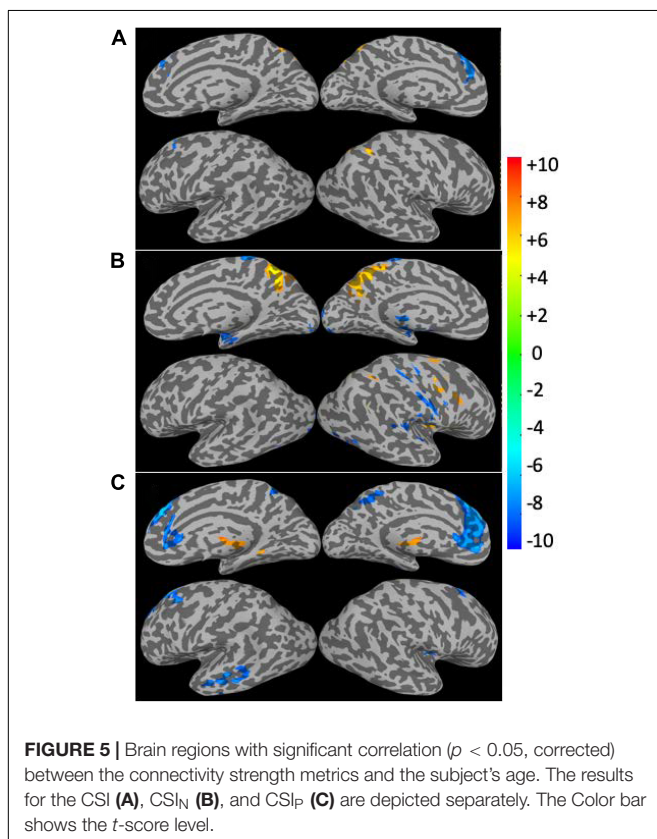 A
B
C
+10
+8
+6
+4
+2
0
-2
-4
-6
-8
-10
FIGURE 5 | Brain regions with significant correlation (p < 0.05, corrected)
between the connectivity strength metrics and the subject's age. The results
for the CSI (A), CSIN (B), and CSIP (C) are depicted separately. The Color bar
shows the t-score level.